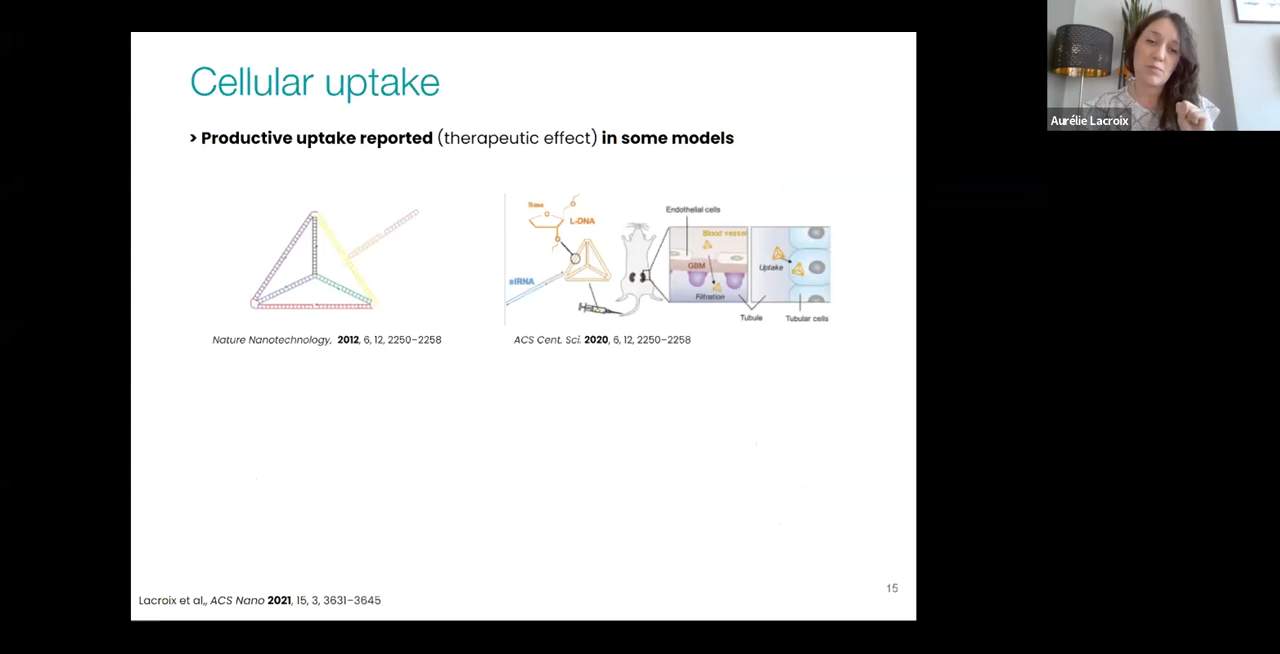 Cellular uptake
> Productive uptake reported (therapeutic effect) in some models
Base
L-DNA
siRNA
Endothelial cells
Blood vessel
GBM
Filtration
Tubule
Uptake
Tubular cells
Nature Nanotechnology, 2012, 6, 12, 2250–2258
ACS Cent. Sci. 2020, 6, 12, 2250–2258
15
Lacroix et al,, ACS Nano 2021, 15, 3, 3631–3645
Aurélie Lacroix